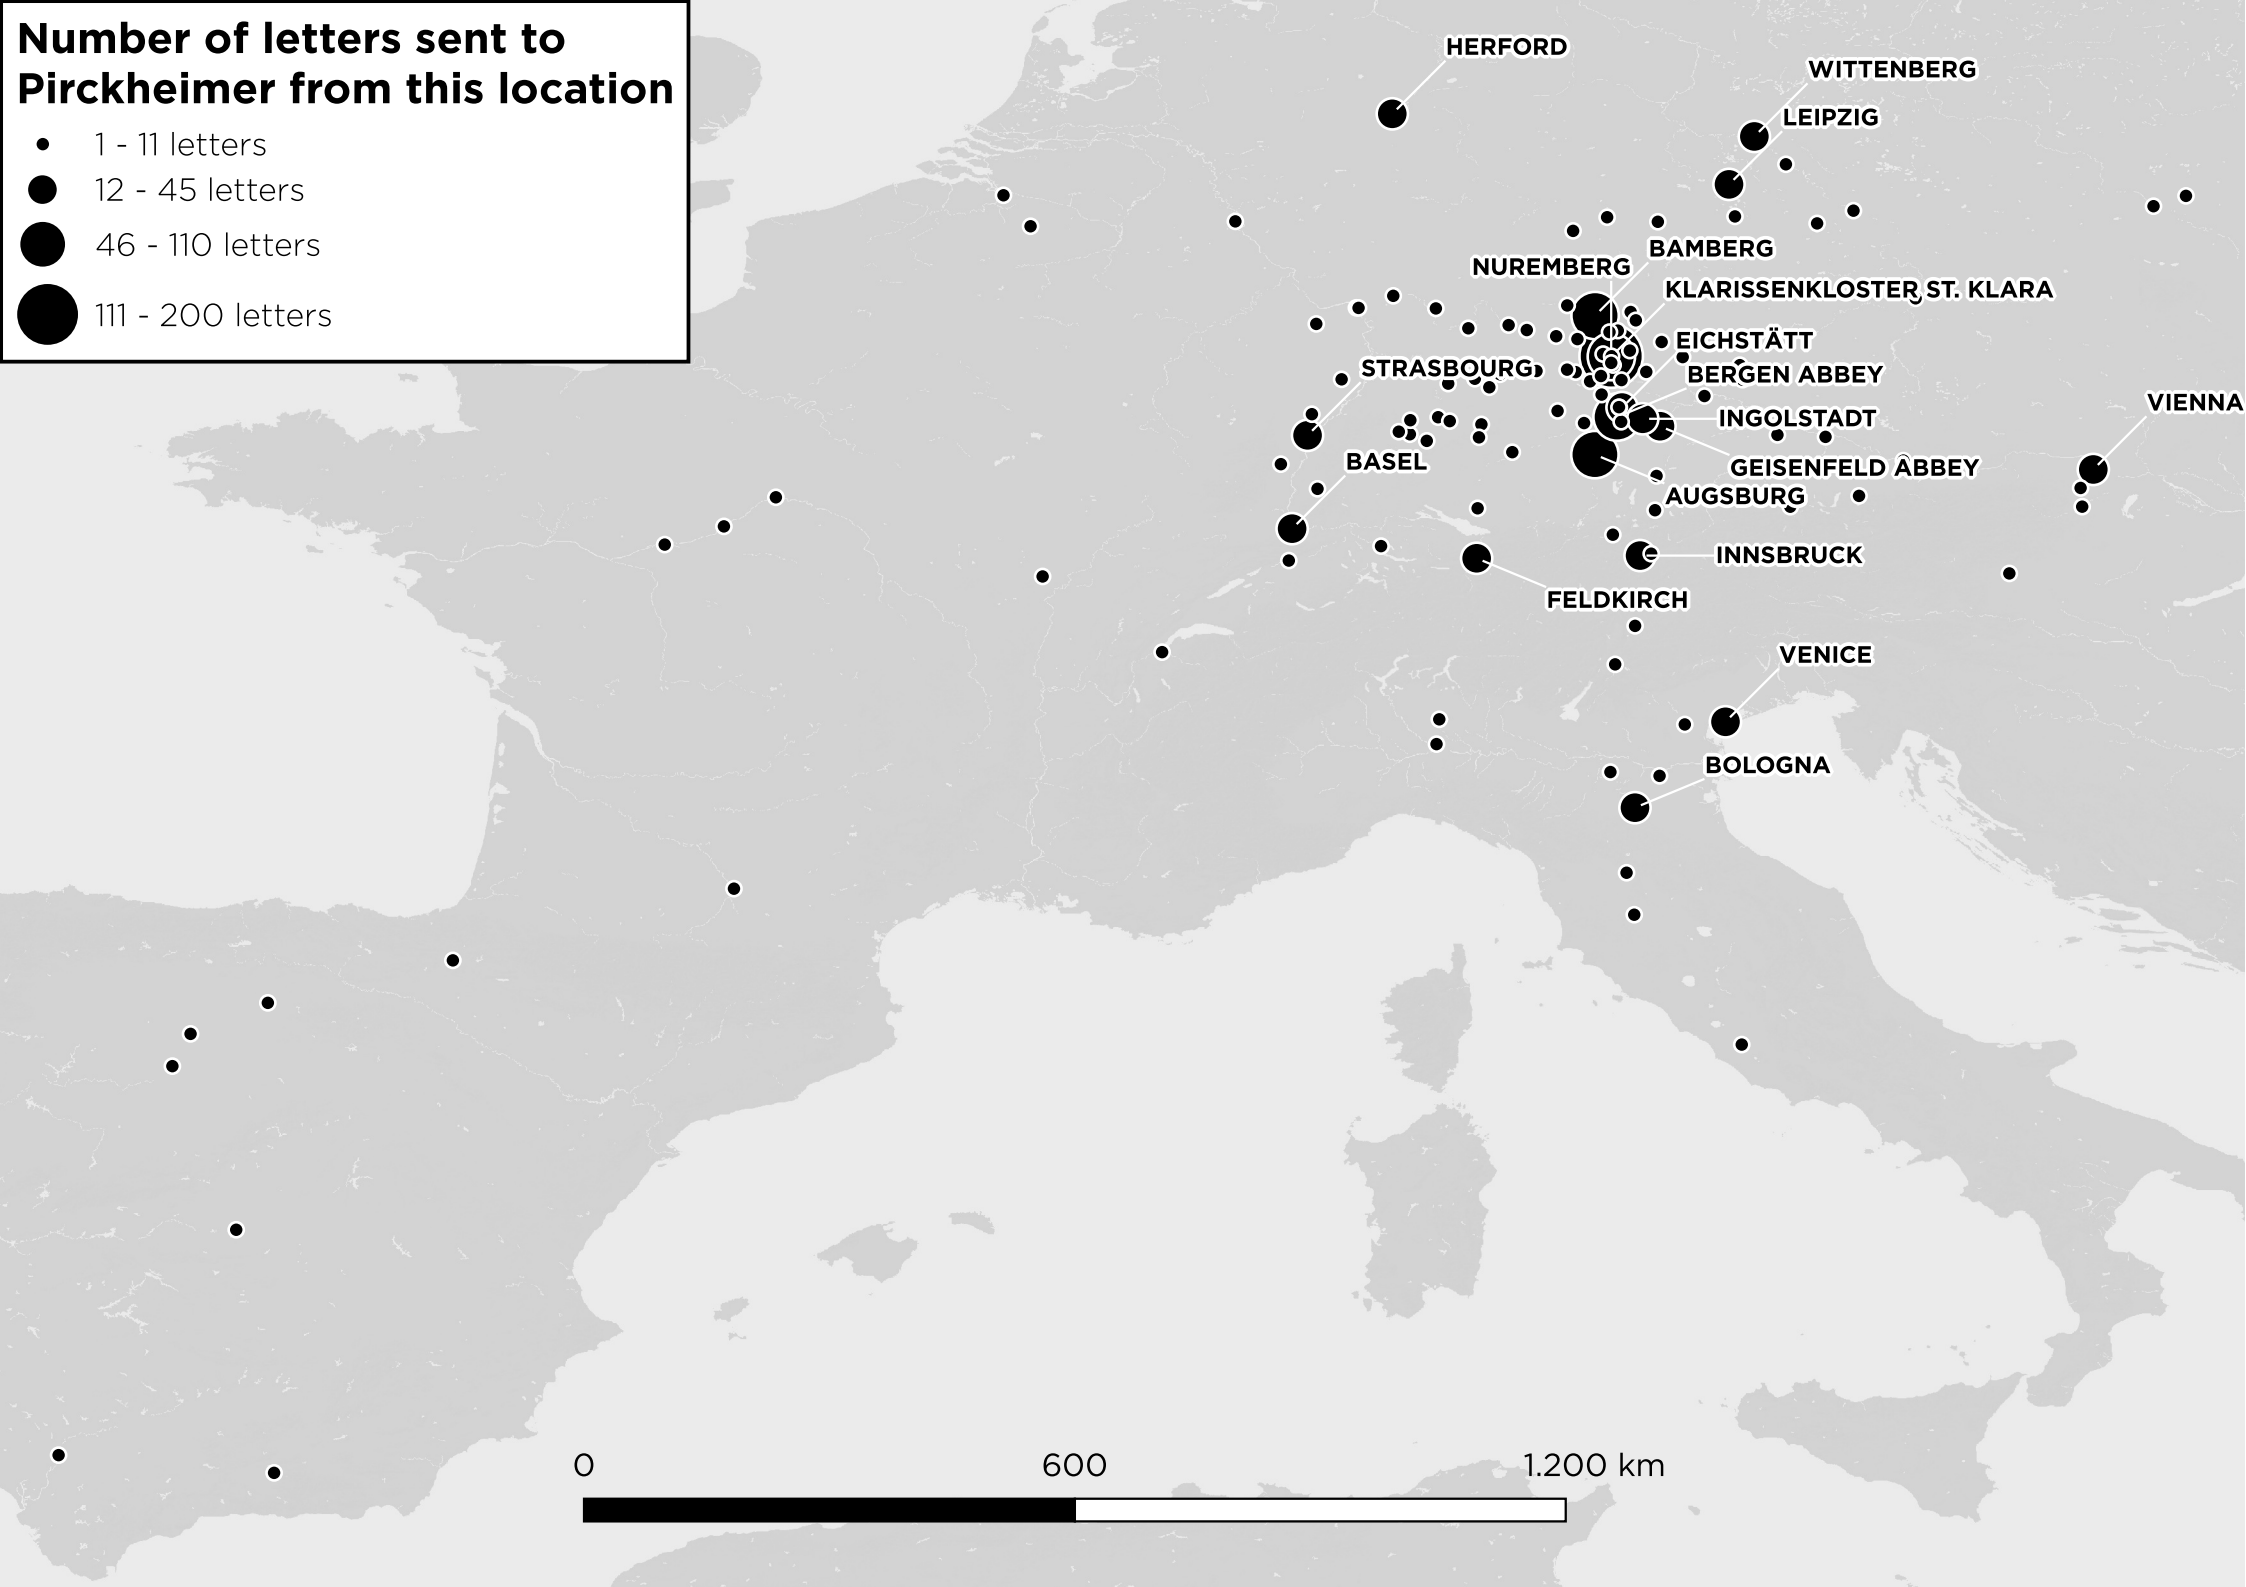 Number of letters sent to
Pirckheimer from this location
1 - 11 letters
12 - 45 letters
46 - 110 letters
111 - 200 letters
HERFORD
WITTENBERG
LEIPZIG
BAMBERG
NUREMBERG
KLARISSENKLOSTER ST. KLARA
EICHSTÄTT
STRASBOURG
BERGEN ABBEY
VIENNA
INGOLSTADT
BASEL
GEISENFELD ABBEY
AUGSBURG
INNSBRUCK
FELDKIRCH
VENICE
BOLOGNA
0 600 1.200 km